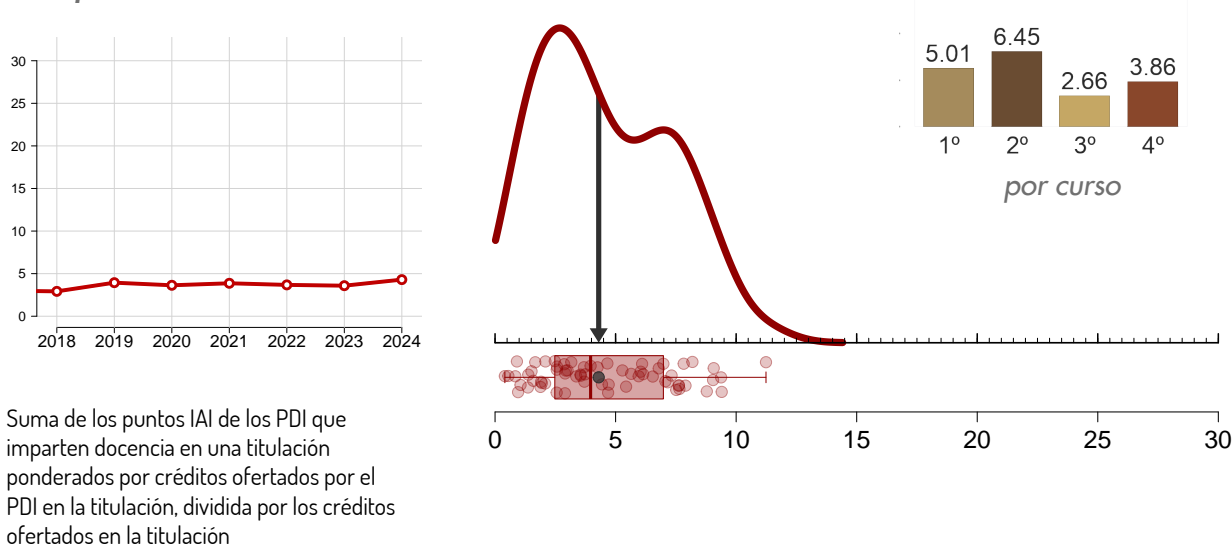 30
25
20
15
10
5
0
2018 2019 2020 2021 2022 2023 2024
5.01 6.45 2.66 3.86
1º 2º 3º 4º
por curso
0 5 10 15 20 25 30
Suma de los puntos IAI de los PDI que
imparten docencia en una titulación
ponderados por créditos ofertados por el
PDI en la titulación, dividida por los créditos
ofertados en la titulación